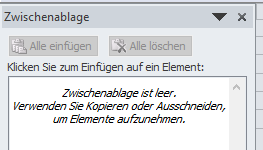 Zwischenablage
Alle einfügen Alle löschen
Klicken Sie zum Einfügen auf ein Element:
Zwischenablage ist leer.
Verwenden Sie Kopieren oder Ausschneiden,
um Elemente aufzunehmen.